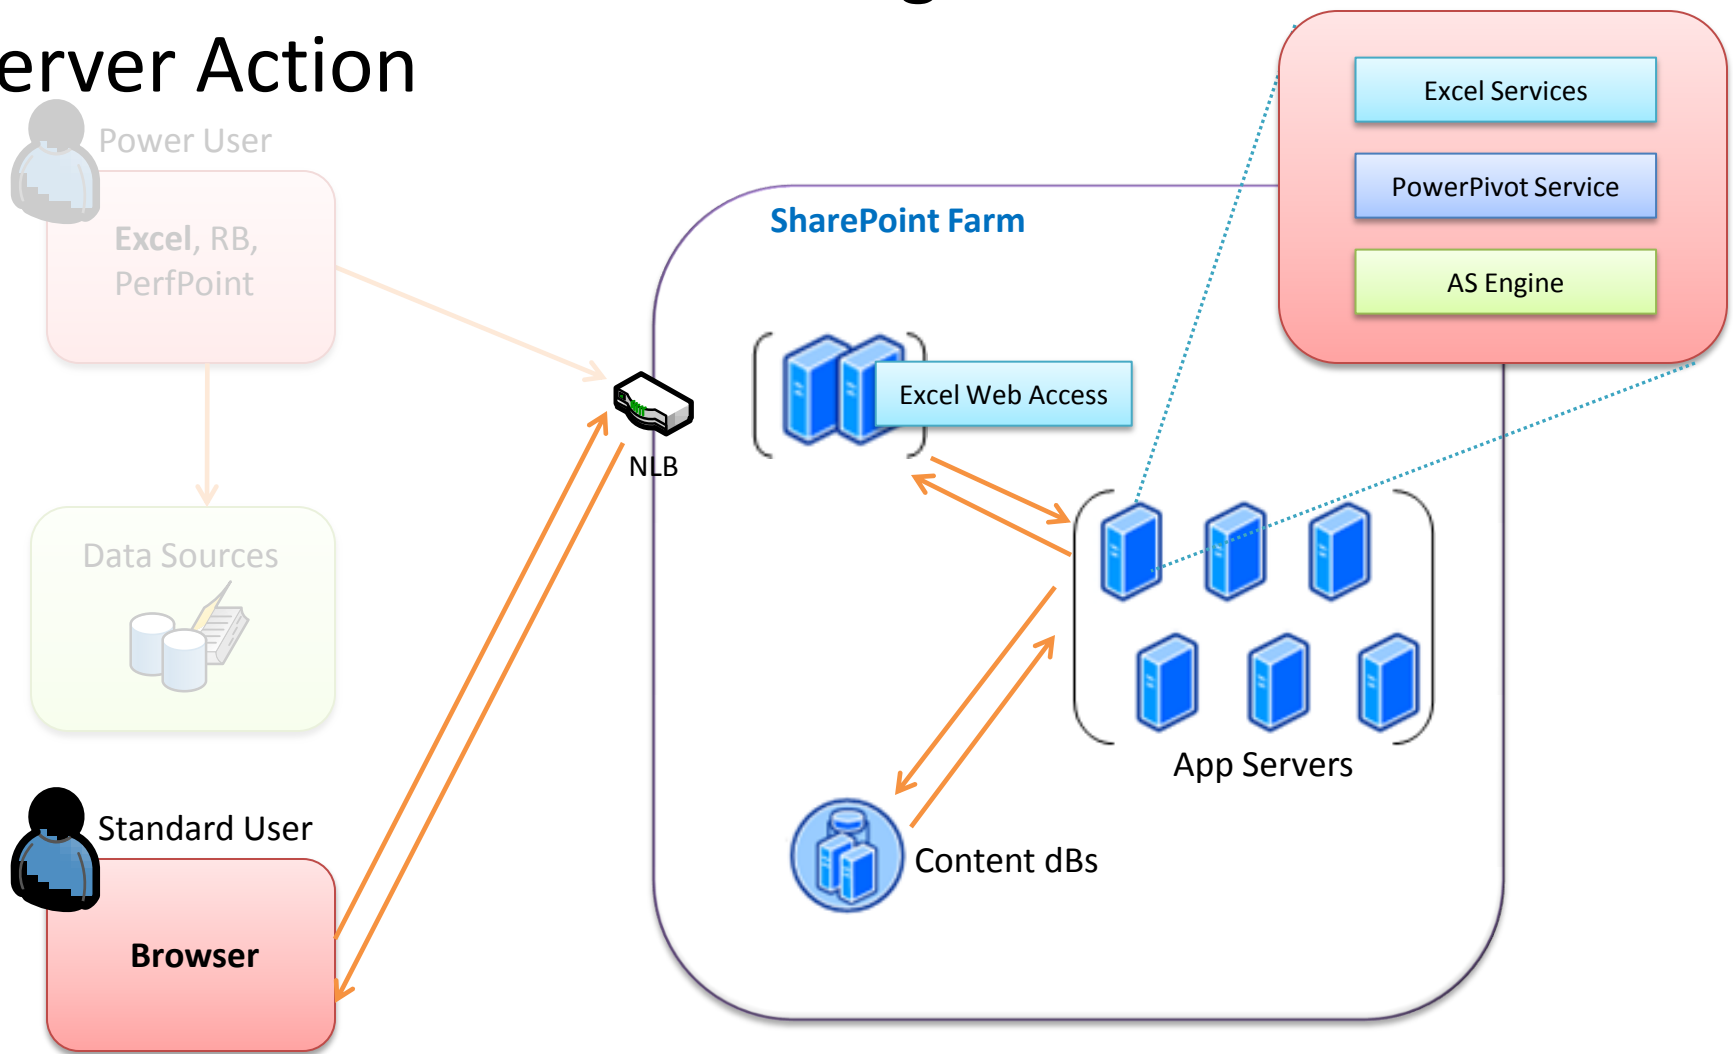 erver Action
Power User
Excel, RB,
PerfPoint
Data Sources
Standard User
Browser
NLB
SharePoint Farm
Excel Web Access
App Servers
Content dBs
Excel Services
PowerPivot Service
AS Engine